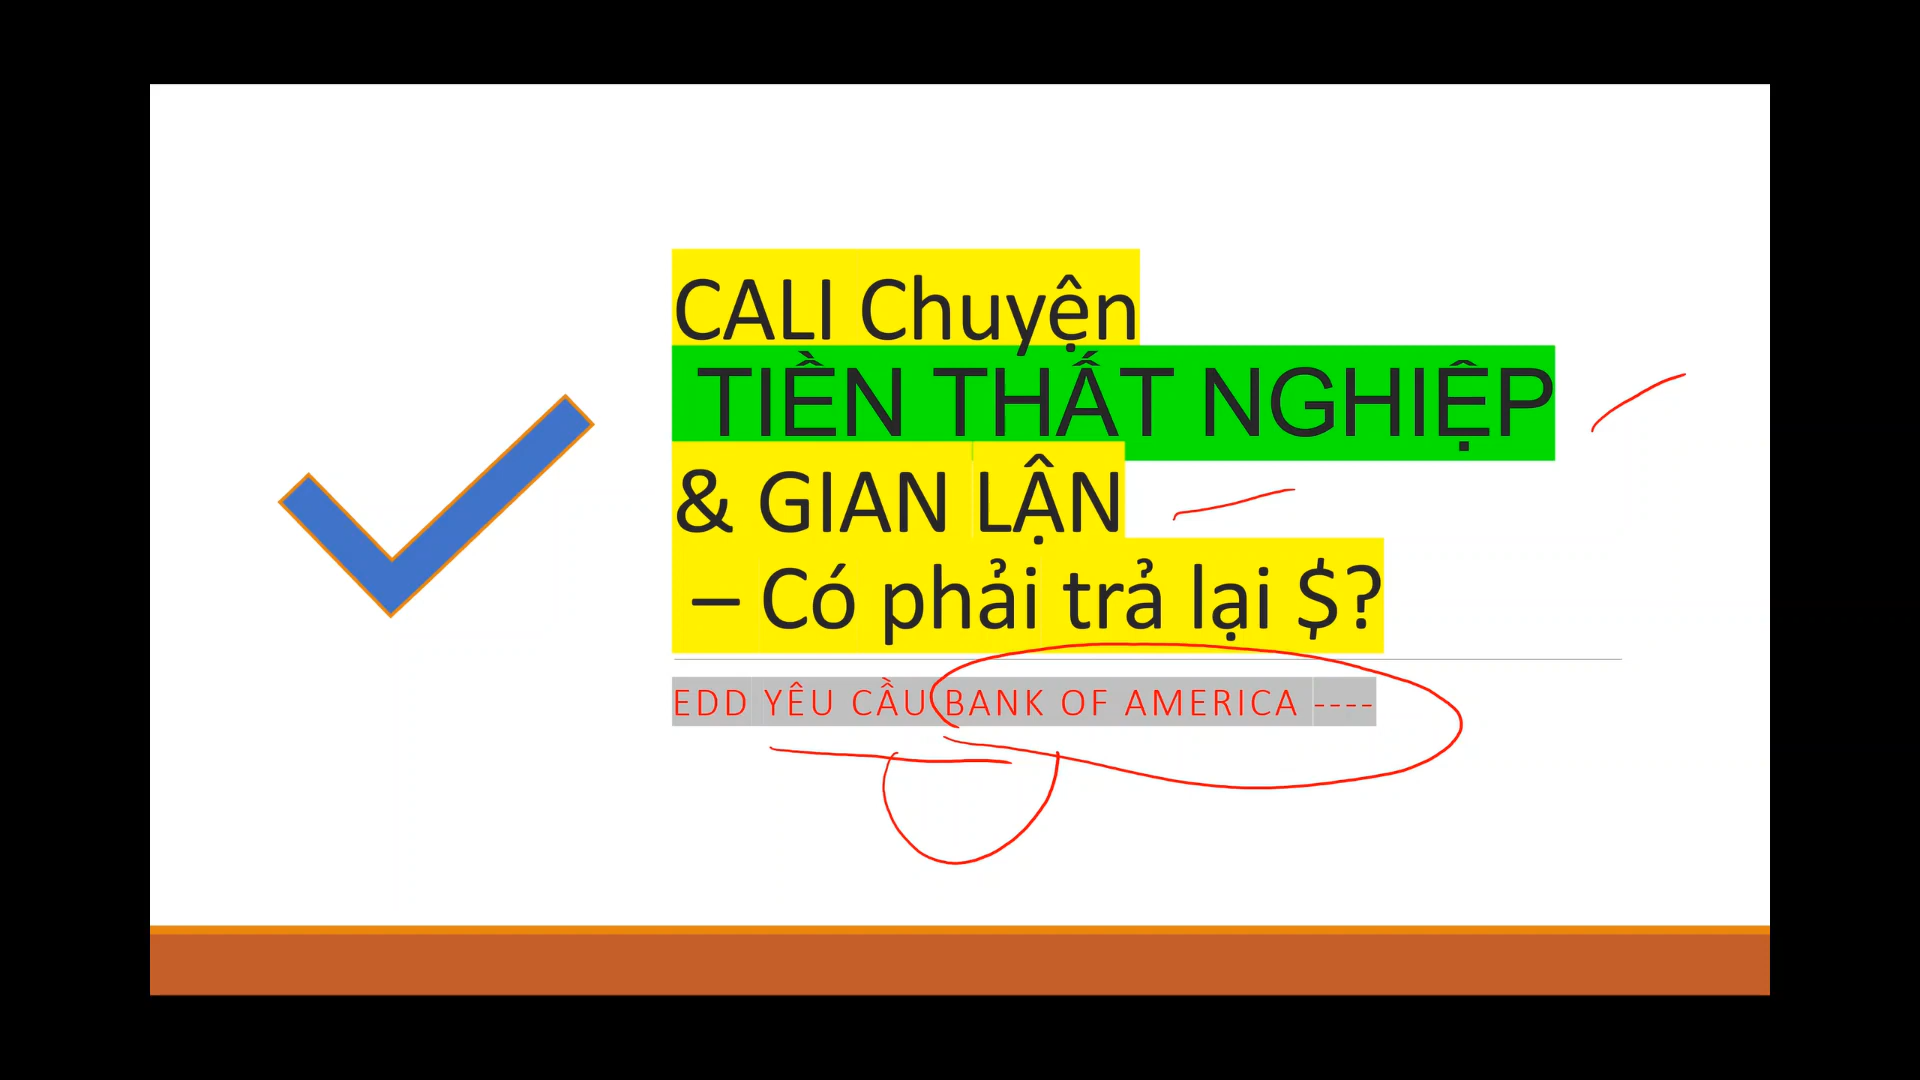 CALI Chuyện
TIỀN THẤT NGHIỆP
& GIAN LẬN
– Có phải trả lại $?
EDD YÊU CẦU BANK OF AMERICA ----